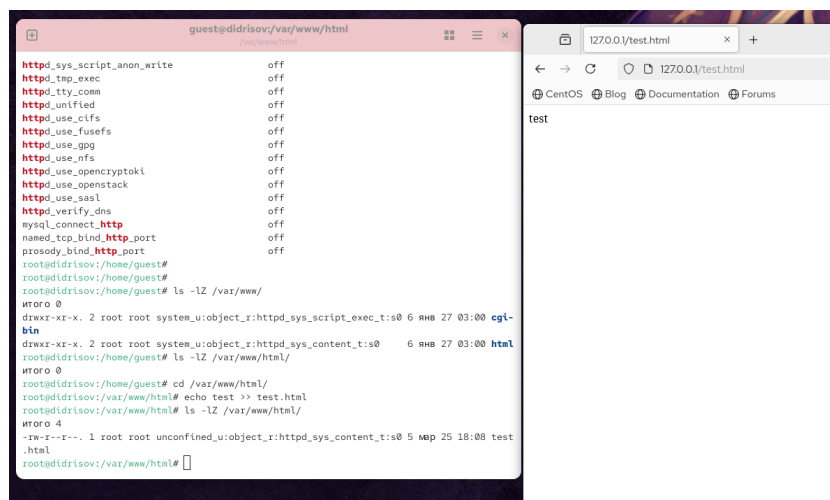 guest@didrisov:/var/www/html
/var/www/html
httpd_sys_script_anon_write off
httpd_tmp_exec off
httpd_tty_comm off
httpd_unified off
httpd_use_cifs off
httpd_use_fusefs off
httpd_use_gpg off
httpd_use_nfs off
httpd_use_opencryptoki off
httpd_use_openstack off
httpd_use_sasl off
httpd_verify_dns off
mysql_connect_http off
named_tcp_bind_http_port off
prosody_bind_http_port off
root@didrisov:/home/guest#
root@didrisov:/home/guest#
root@didrisov:/home/guest# ls -lZ /var/www/
итого 0
drwxr-xr-x. 2 root root system_u:object_r:httpd_sys_script_exec_t:s0 6 янв 27 03:00 cgi-
bin
drwxr-xr-x. 2 root root system_u:object_r:httpd_sys_content_t:s0 6 янв 27 03:00 html
root@didrisov:/home/guest# ls -lZ /var/www/html/
итого 0
root@didrisov:/home/guest# cd /var/www/html/
root@didrisov:/var/www/html# echo test >> test.html
root@didrisov:/var/www/html# ls -lZ /var/www/html/
итого 4
-rw-r--r--. 1 root root unconfined_u:object_r:httpd_sys_content_t:s0 5 мар 25 18:08 test
.html
root@didrisov:/var/www/html#
127.0.0.1/test.html
127.0.0.1/test.html
CentOS Blog Documentation Forums
test